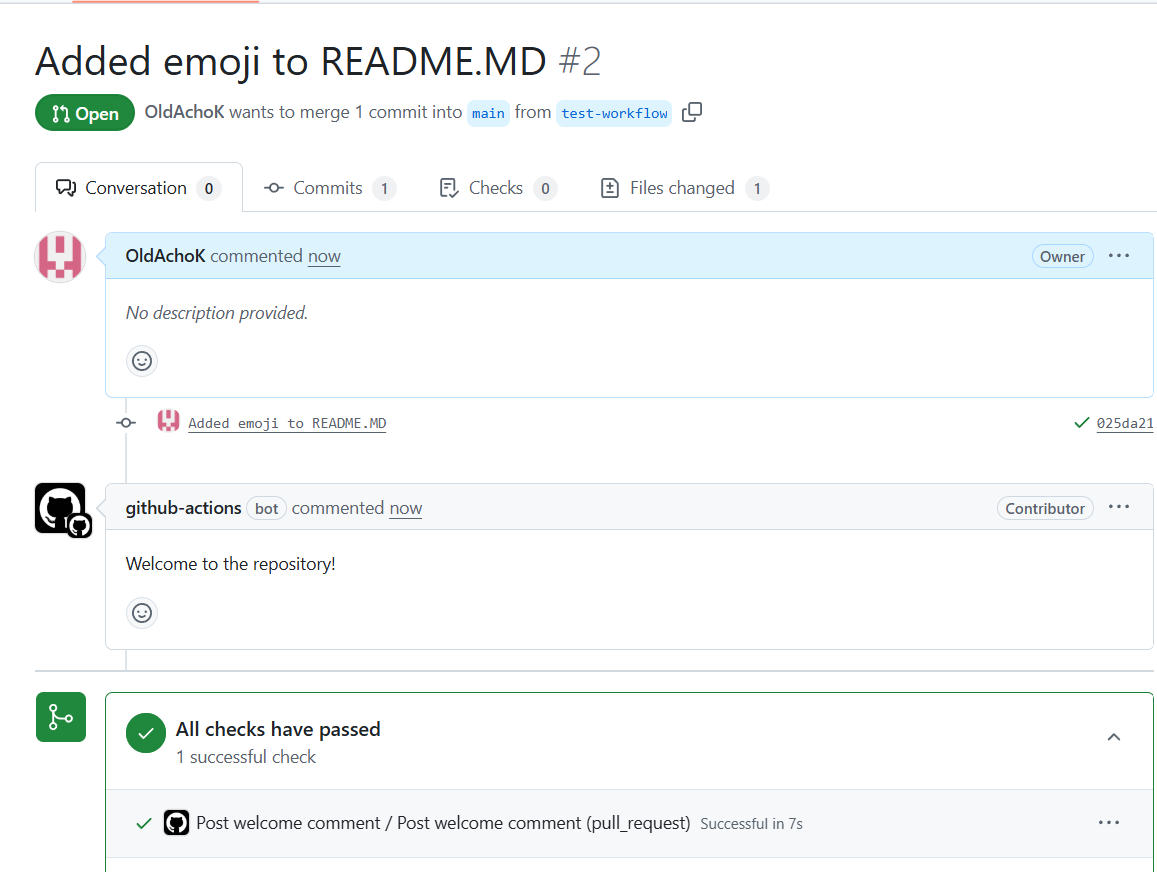 Added emoji to README.MD #2
Open OldAchoK wants to merge 1 commit into main from test-workflow
Conversation 0 Commits 1 Checks 0 Files changed 1
OldAchoK commented now Owner
No description provided.
Added emoji to README.MD 025da21
github-actions bot commented now Contributor
Welcome to the repository!
All checks have passed
1 successful check
Post welcome comment / Post welcome comment (pull_request) Successful in 7s